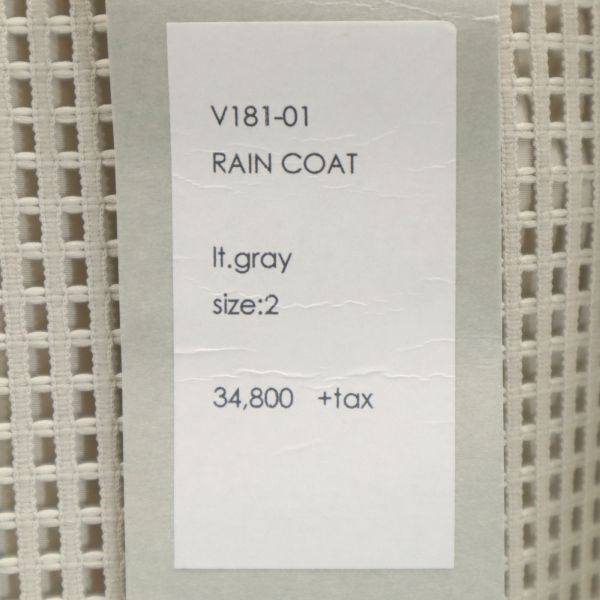 V181-01
RAIN COAT
lt.gray
size:2
34,800 +tax